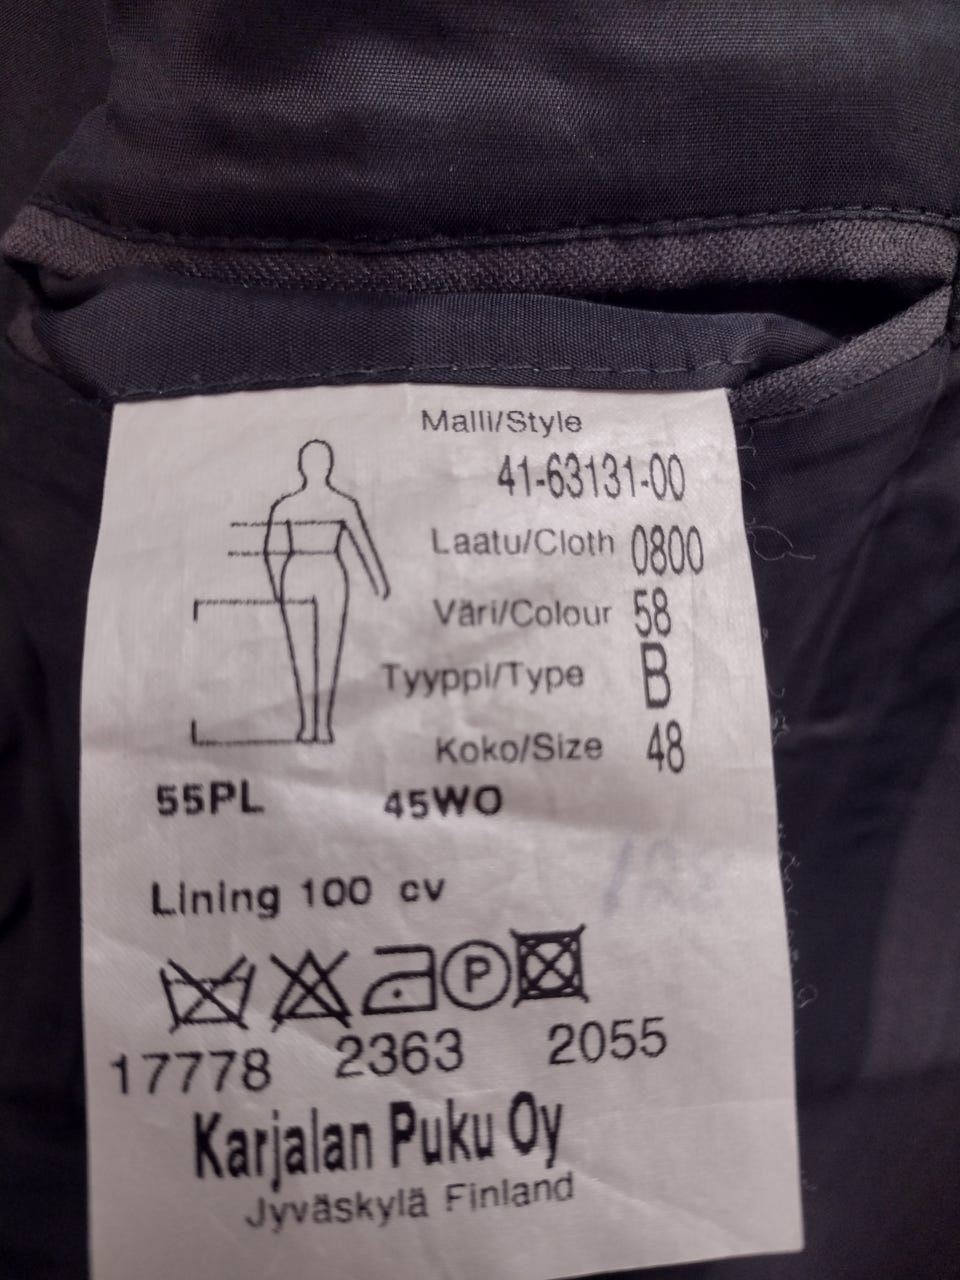 Malli/Style
41-63131-00
Laatu/Cloth 0800
Väri/Colour 58
Tyyppi/Type B
Koko/Size 48
55PL 45WO
Lining 100 cv
P
17778 2363 2055
Karjalan Puku Oy
Jyväskylä Finland